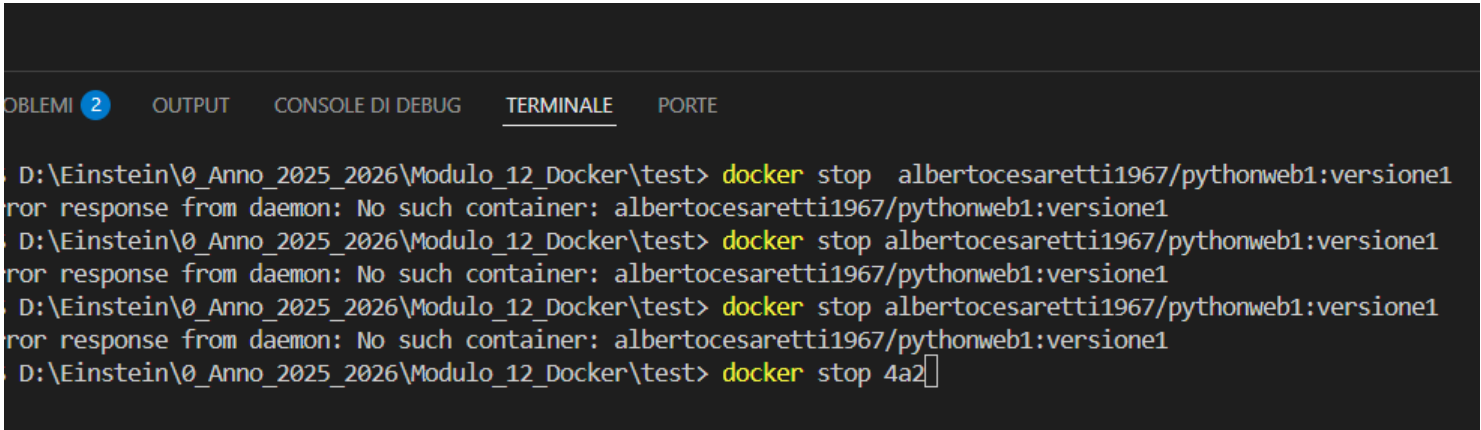 OBLEMI 2 OUTPUT CONSOLE DI DEBUG TERMINALE PORTE
D:\Einstein\0_Anno_2025_2026\Modulo_12_Docker\test> docker stop  albertocesaretti1967/pythonweb1:versione1
ror response from daemon: No such container: albertocesaretti1967/pythonweb1:versione1
D:\Einstein\0_Anno_2025_2026\Modulo_12_Docker\test> docker stop albertocesaretti1967/pythonweb1:versione1
ror response from daemon: No such container: albertocesaretti1967/pythonweb1:versione1
D:\Einstein\0_Anno_2025_2026\Modulo_12_Docker\test> docker stop albertocesaretti1967/pythonweb1:versione1
ror response from daemon: No such container: albertocesaretti1967/pythonweb1:versione1
D:\Einstein\0_Anno_2025_2026\Modulo_12_Docker\test> docker stop 4a2